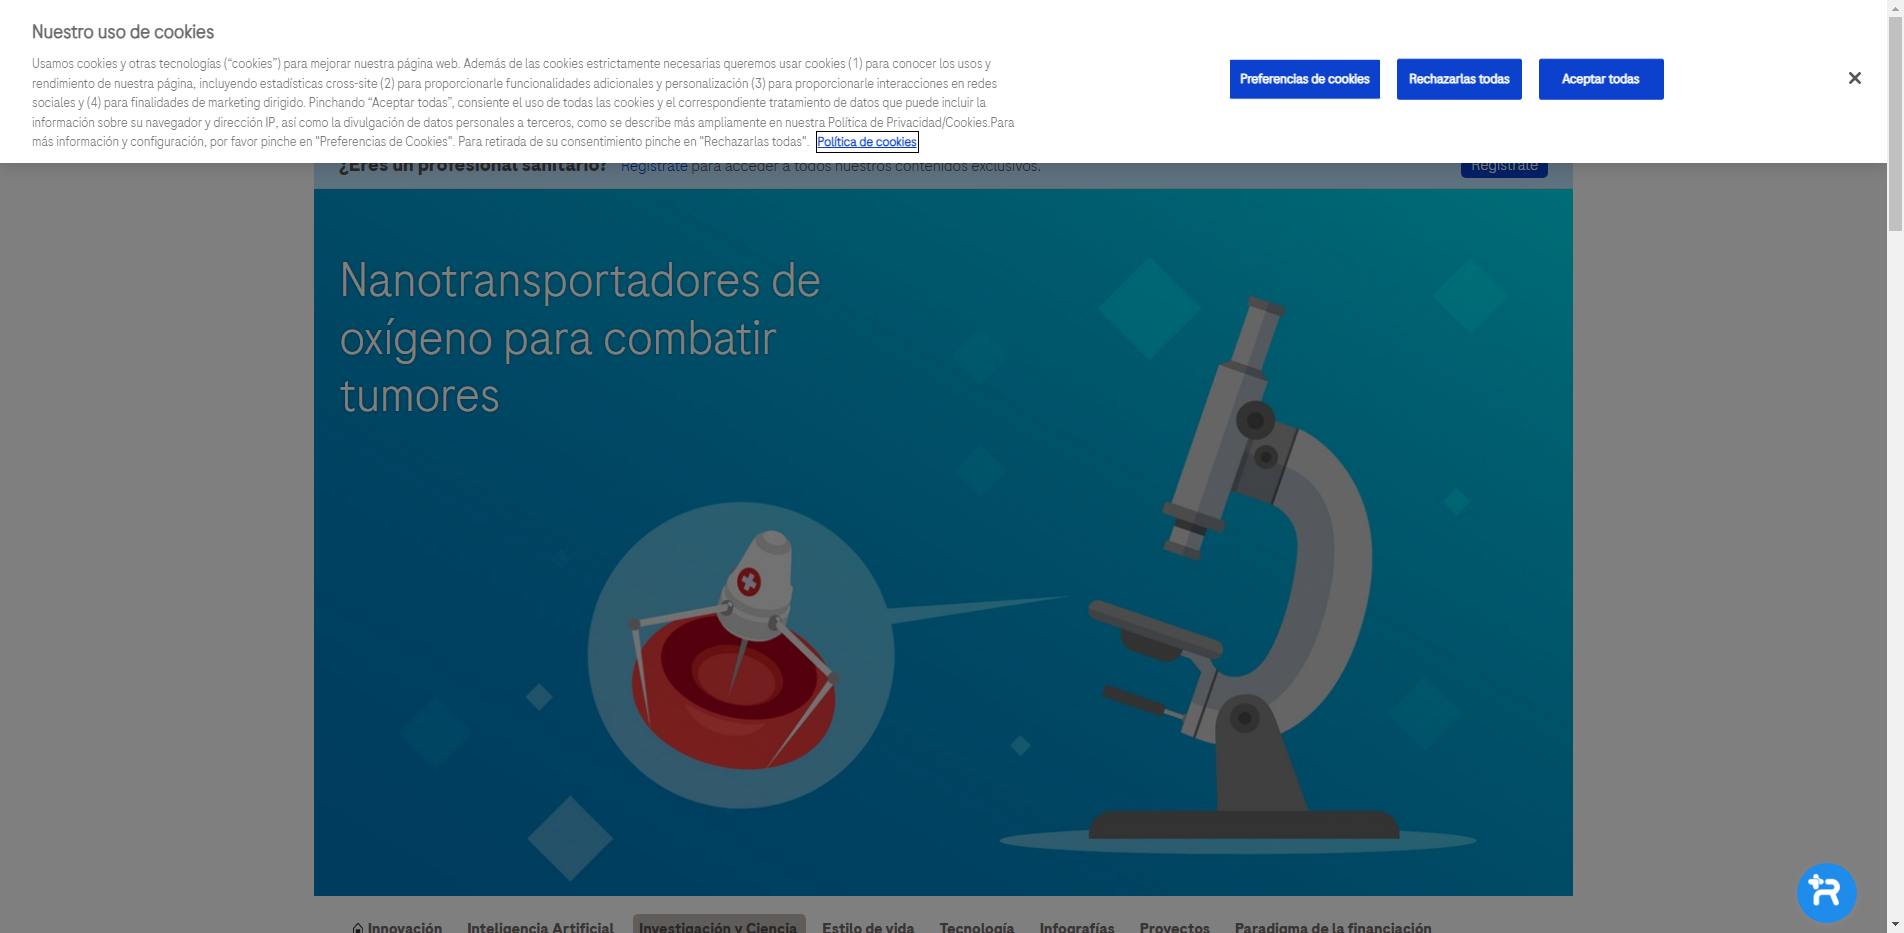 Nuestro uso de cookies
Usamos cookies y otras tecnologías (“cookies”) para mejorar nuestra página web. Además de las cookies estrictamente necesarias queremos usar cookies (1) para conocer los usos y
rendimiento de nuestra página, incluyendo estadísticas cross-site (2) para proporcionarle funcionalidades adicionales y personalización (3) para proporcionarle interacciones en redes
sociales y (4) para finalidades de marketing dirigido. Pinchando “Aceptar todas”, consiente el uso de todas las cookies y el correspondiente tratamiento de datos que puede incluir la
información sobre su navegador y dirección IP, así como la divulgación de datos personales a terceros, como se describe más ampliamente en nuestra Política de Privacidad/Cookies.Para
más información y configuración, por favor pinche en "Preferencias de Cookies". Para retirada de su consentimiento pinche en "Rechazarlas todas". Política de cookies
Preferencias de cookies
Rechazarlas todas
Aceptar todas
¿Eres un profesional sanitario? Regístrate para acceder a todos nuestros contenidos exclusivos.
Regístrate
Nanotransportadores de
oxígeno para combatir
tumores
Innovación
Inteligencia Artificial
Investigación y Ciencia
Estilo de vida
Tecnología
Infografías
Proyectos
Paradigma de la financiación